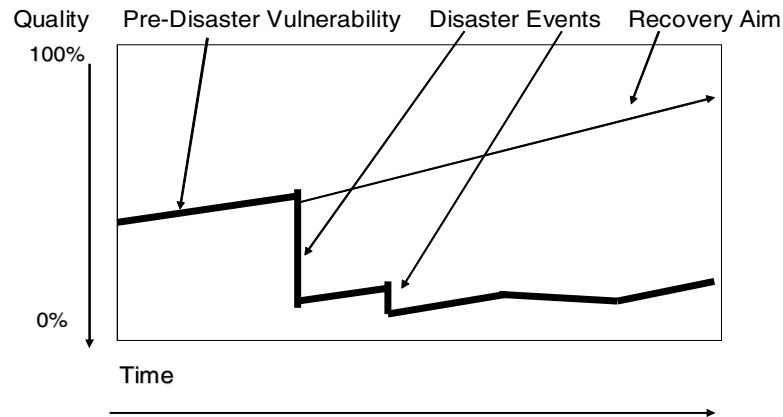 Quality Pre-Disaster Vulnerability Disaster Events Recovery Aim
100%
0%
Time